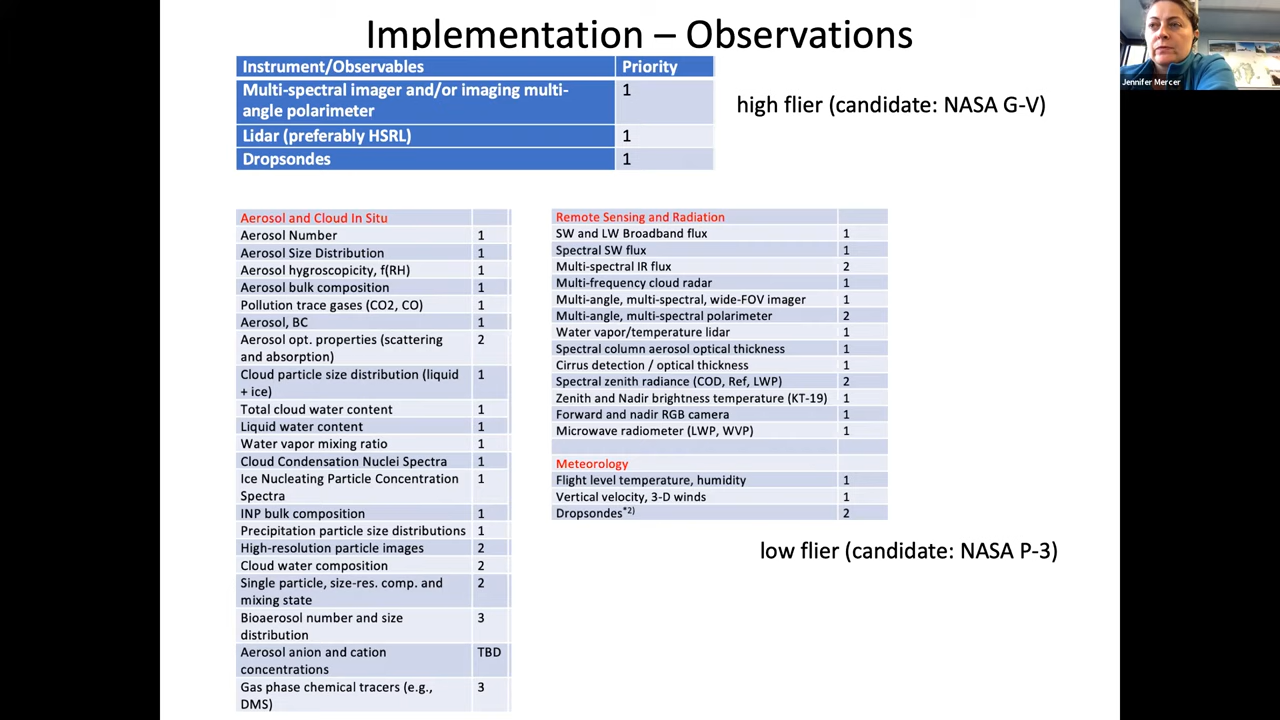 Implementation – Observations
Instrument/Observables Priority
Multi-spectral imager and/or imaging multi- 1
angle polarimeter
Lidar (preferably HSRL) 1
Dropsondes 1
high flier (candidate: NASA G-V)
Jennifer Mercer
Aerosol and Cloud In Situ
Aerosol Number 1
Aerosol Size Distribution 1
Aerosol hygroscopicity, f(RH) 1
Aerosol bulk composition 1
Pollution trace gases (CO2, CO) 1
Aerosol, BC 1
Aerosol opt. properties (scattering 2
and absorption)
Cloud particle size distribution (liquid 1
+ ice)
Total cloud water content 1
Liquid water content 1
Water vapor mixing ratio 1
Cloud Condensation Nuclei Spectra 1
Ice Nucleating Particle Concentration 1
Spectra
INP bulk composition 1
Precipitation particle size distributions 1
High-resolution particle images 2
Cloud water composition 2
Single particle, size-res. comp. and 2
mixing state
Bioaerosol number and size 3
distribution
Aerosol anion and cation TBD
concentrations
Gas phase chemical tracers (e.g., 3
DMS)
Remote Sensing and Radiation
SW and LW Broadband flux 1
Spectral SW flux 1
Multi-spectral IR flux 2
Multi-frequency cloud radar 1
Multi-angle, multi-spectral, wide-FOV imager 1
Multi-angle, multi-spectral polarimeter 2
Water vapor/temperature lidar 1
Spectral column aerosol optical thickness 1
Cirrus detection / optical thickness 1
Spectral zenith radiance (COD, Ref, LWP) 2
Zenith and Nadir brightness temperature (KT-19) 1
Forward and nadir RGB camera 1
Microwave radiometer (LWP, WVP) 1
Meteorology
Flight level temperature, humidity 1
Vertical velocity, 3-D winds 1
Dropsondes*2) 2
low flier (candidate: NASA P-3)